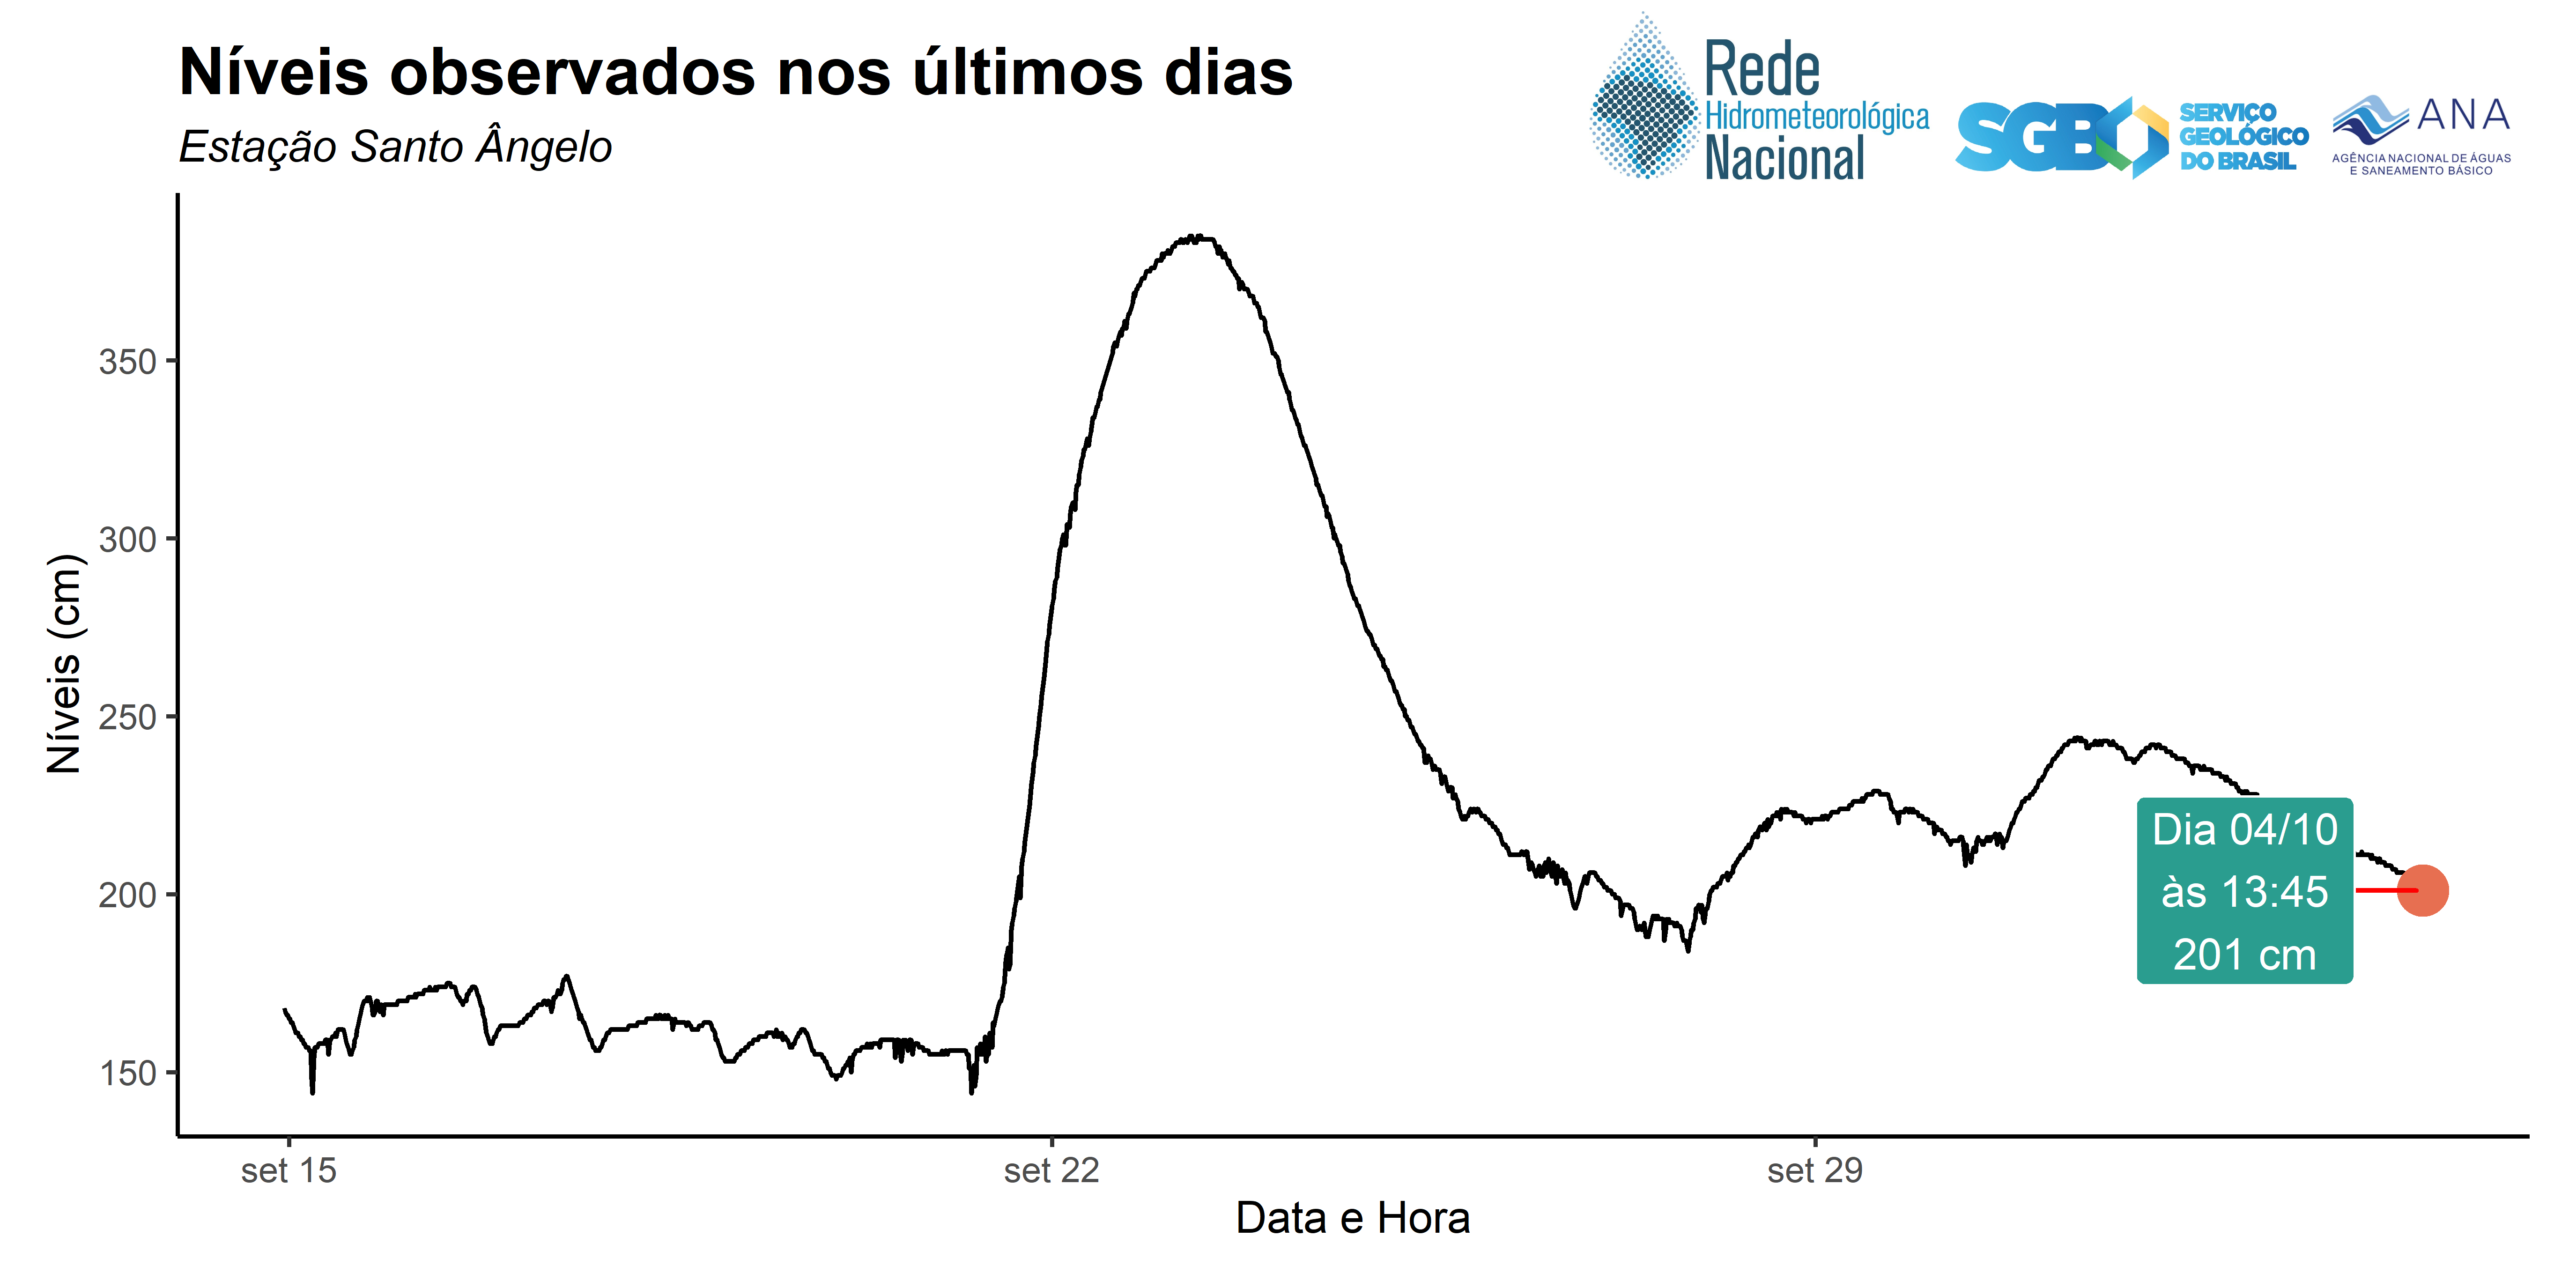 Níveis observados nos últimos dias
Estação Santo Ângelo
Rede
Hidrometeorológica
Nacional
SGB
SERVIÇO
GEOLÓGICO
DO BRASIL
ANA
AGÊNCIA NACIONAL DE ÁGUAS
E SANEAMENTO BÁSICO
Níveis (cm)
350
300
250
200
150
Dia 04/10
às 13:45
201 cm
set 15
set 22
set 29
Data e Hora